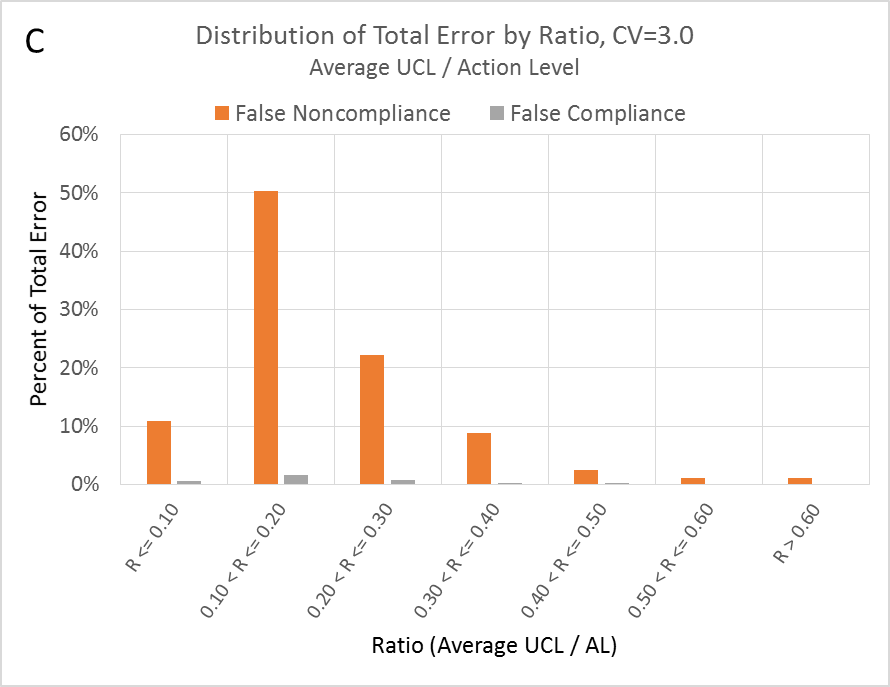 C
Distribution of Total Error by Ratio, CV=3.0
Average UCL / Action Level
False Noncompliance False Compliance
60%
50%
40%
30%
20%
10%
0%
Percent of Total Error
R <= 0.10
0.10 < R <= 0.20
0.20 < R <= 0.30
0.30 < R <= 0.40
0.40 < R <= 0.50
0.50 < R <= 0.60
R > 0.60
Ratio (Average UCL / AL)